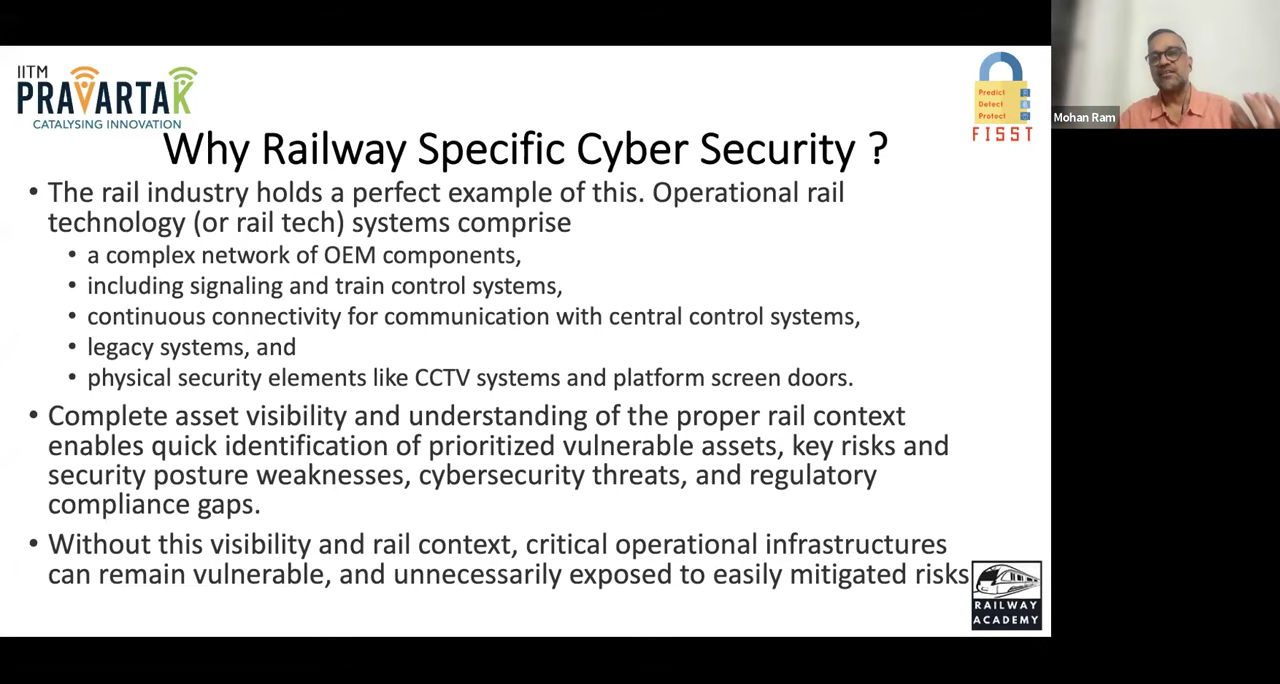 IITM
PRAVARTAK
CATALYSING INNOVATION
Predict
Detect
Protect
FISST
Mohan Ram
Why Railway Specific Cyber Security ?
• The rail industry holds a perfect example of this. Operational rail
technology (or rail tech) systems comprise
• a complex network of OEM components,
• including signaling and train control systems,
• continuous connectivity for communication with central control systems,
• legacy systems, and
• physical security elements like CCTV systems and platform screen doors.
• Complete asset visibility and understanding of the proper rail context
enables quick identification of prioritized vulnerable assets, key risks and
security posture weaknesses, cybersecurity threats, and regulatory
compliance gaps.
• Without this visibility and rail context, critical operational infrastructures
can remain vulnerable, and unnecessarily exposed to easily mitigated risks
RAILWAY
ACADEMY